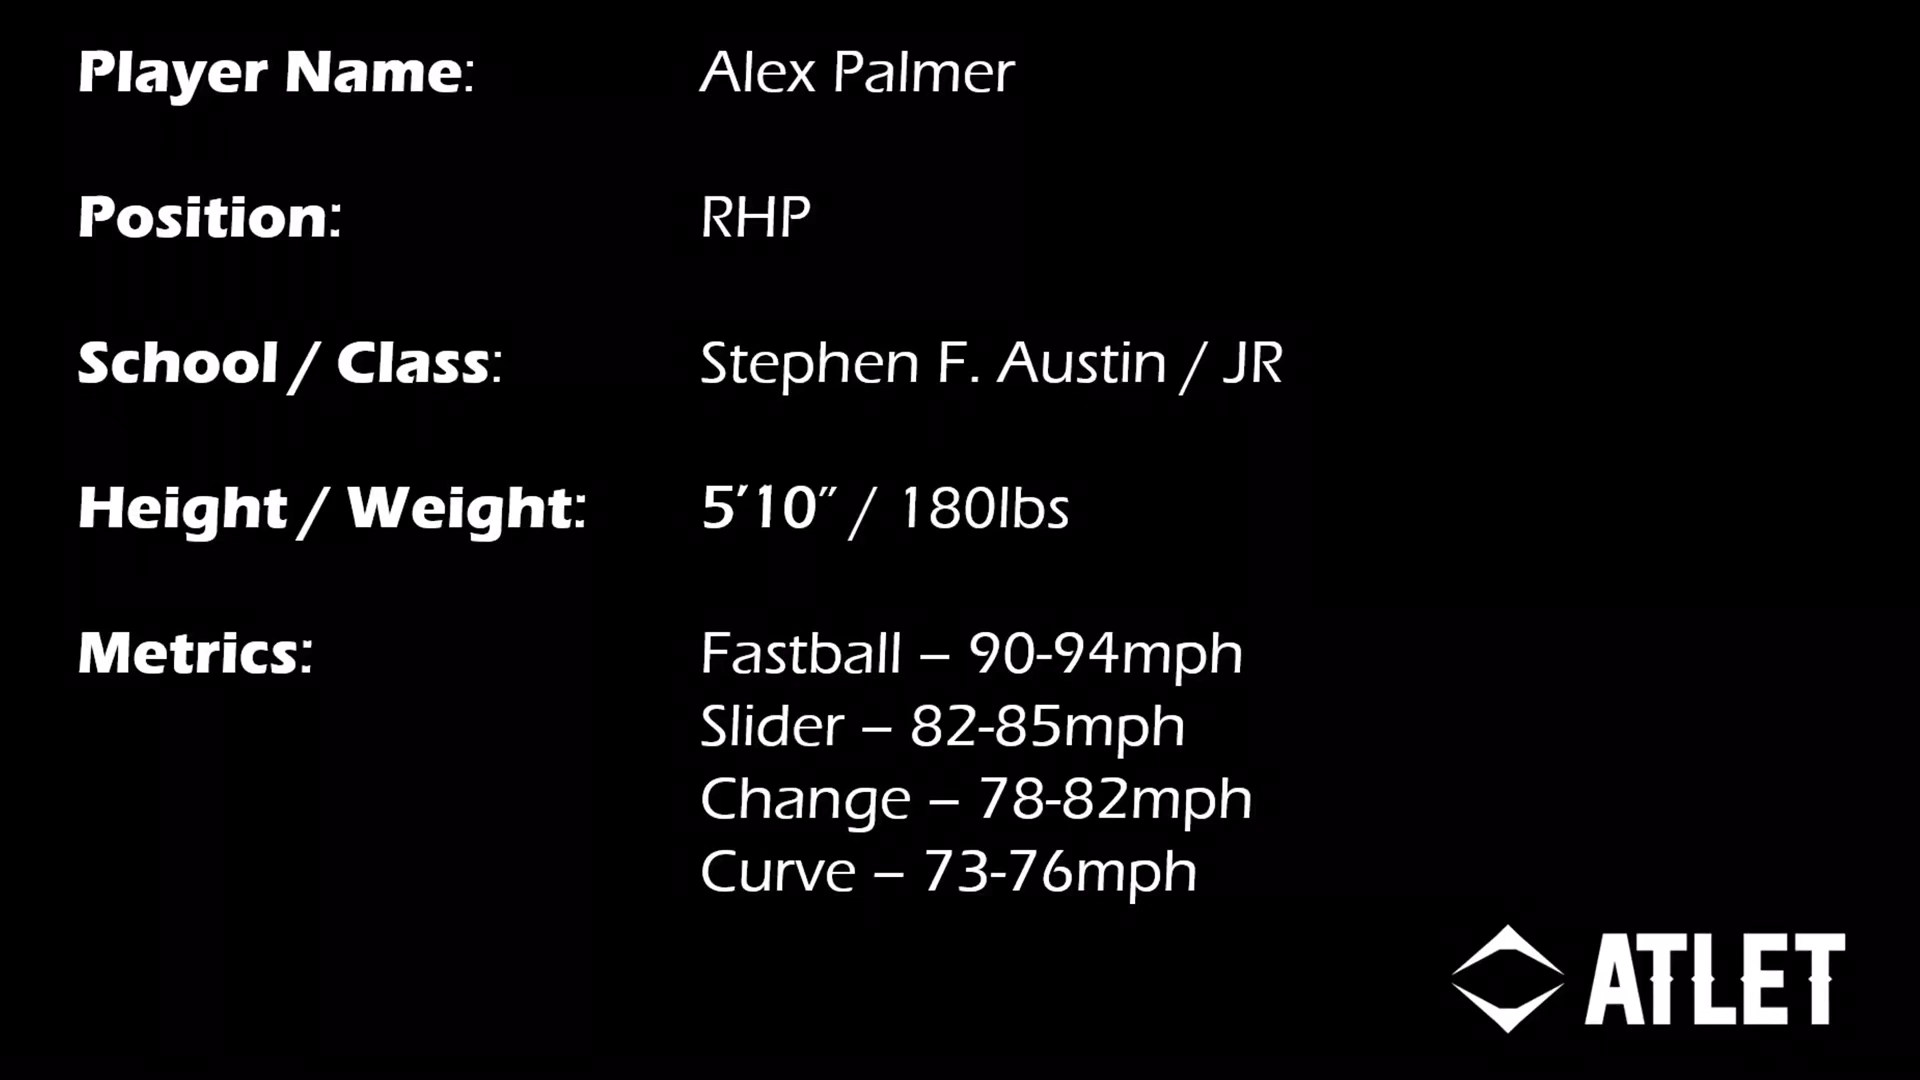 Player Name: Alex Palmer
Position: RHP
School / Class: Stephen F. Austin / JR
Height / Weight: 5’10” / 180lbs
Metrics: Fastball – 90-94mph
Slider – 82-85mph
Change – 78-82mph
Curve – 73-76mph
ATLET